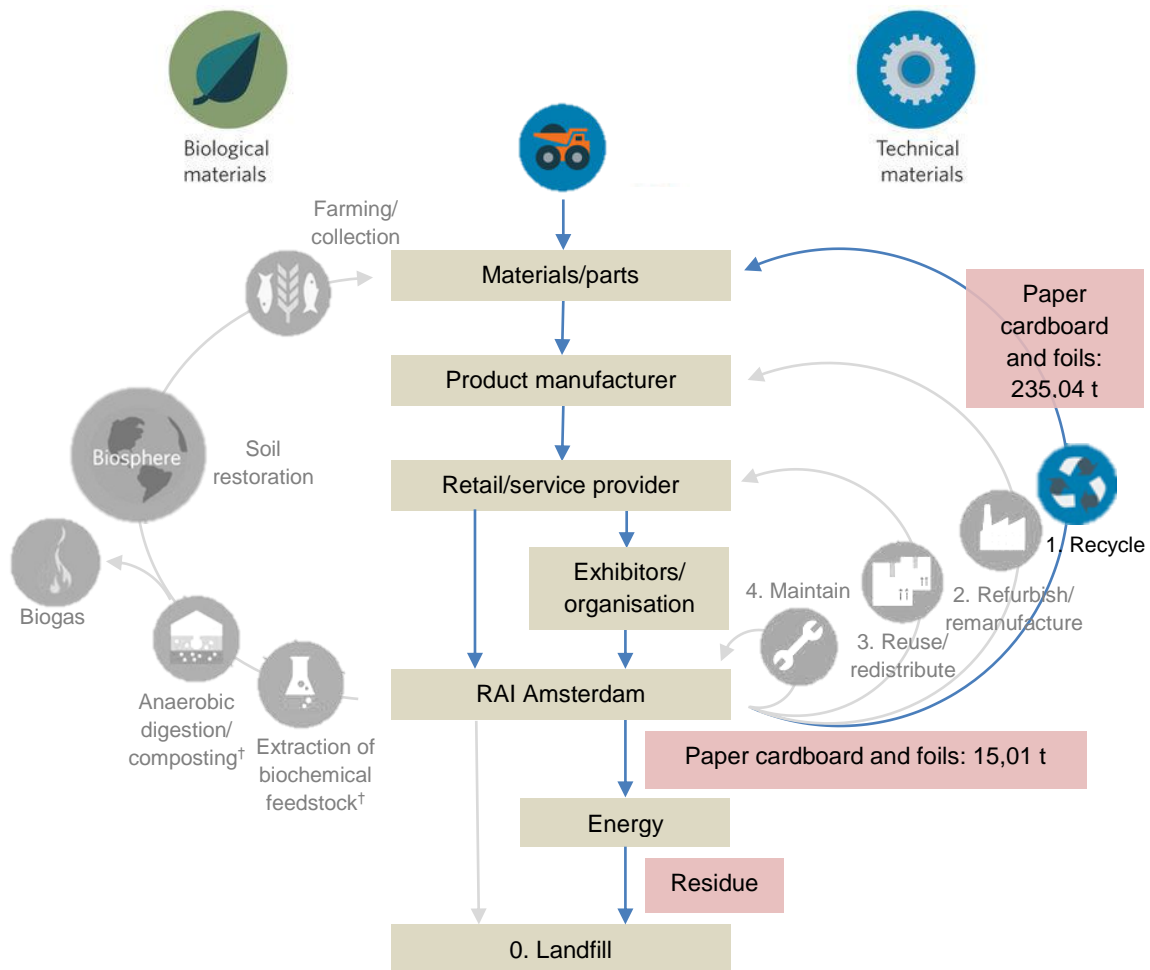 Biological
materials
Technical
materials
Farming/
collection
Materials/parts
Paper
cardboard
and foils:
235.04 t
Product manufacturer
Biosphere
Soil
restoration
Retail/service provider
1. Recycle
Exhibitors/
organisation
4. Maintain
2. Refurbish/
remanufacture
Biogas
3. Reuse/
redistribute
RAI Amsterdam
Anaerobic
digestion/
composting†
Extraction of
biochemical
feedstock†
Paper cardboard and foils: 15,01 t
Energy
Residue
0. Landfill